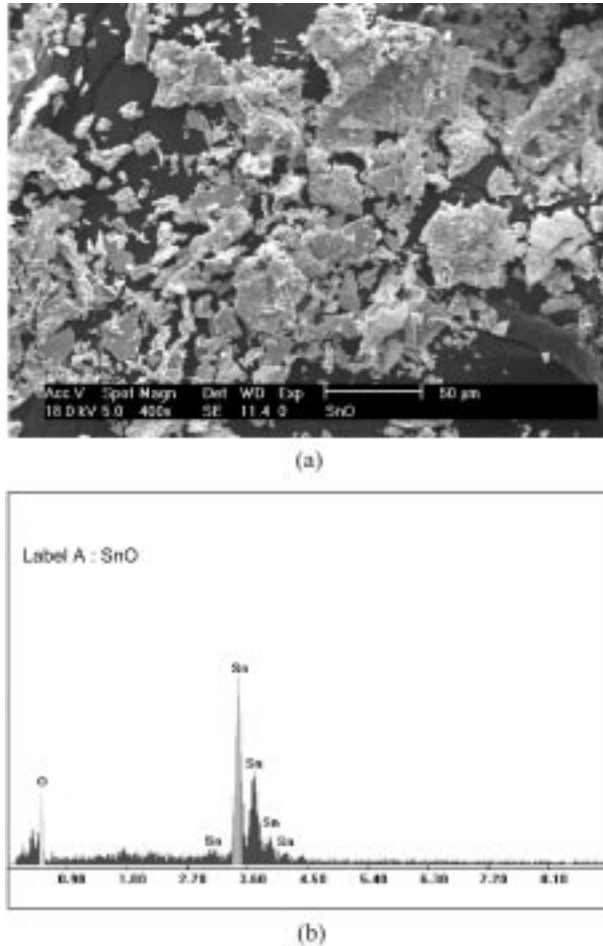 Acc.V Spot Magn Det WD Exp 50 µm
18.0 kV 5.0 400x SE 11.4 0 SnO
(a)
Label A : SnO
Sn
Sn
O
Sn
Sn
Sn
0.90 1.80 2.70 3.60 4.50 5.40 6.30 7.20 8.10
(b)